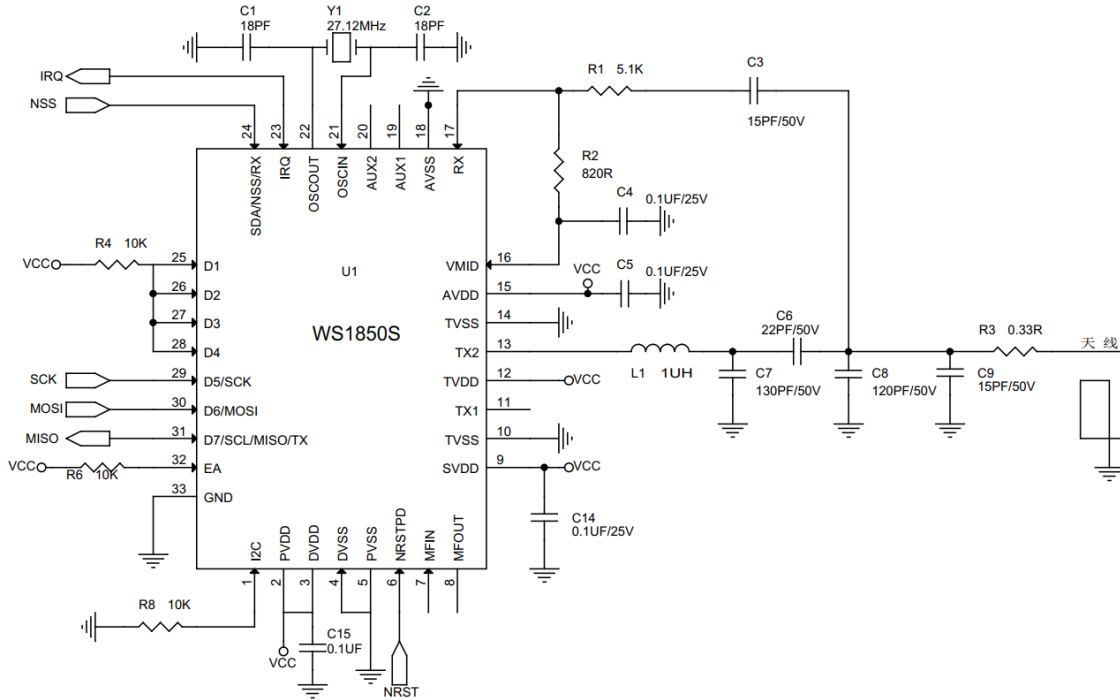 C1
18PF
Y1
27.12MHz
C2
18PF
IRQ
NSS
R1 5.1K
C3
15PF/50V
24
23
22
21
20
19
18
17
SDA/NSS/RX
IRQ
OSCOUT
OSCIN
AUX2
AUX1
AVSS
RX
R2
820R
C4
0.1UF/25V
R4 10K
VCC
25
D1
U1
VMID
16
VCC
C5
0.1UF/25V
26
D2
AVDD
15
27
D3
WS1850S
TVSS
14
C6
22PF/50V
R3 0.33R
天 线
28
D4
TX2
13
L1 1UH
SCK
29
D5/SCK
TVDD
12
VCC
C7
130PF/50V
C8
120PF/50V
C9
15PF/50V
MOSI
30
D6/MOSI
TX1
11
MISO
31
D7/SCL/MISO/TX
TVSS
10
VCC
R6 10K
32
EA
SVDD
9
VCC
33
GND
C14
0.1UF/25V
I2C
PVDD
DVDD
DVSS
PVSS
NRSTPD
MFIN
MFOUT
1
2
3
4
5
6
7
8
R8 10K
C15
0.1UF
VCC
NRST